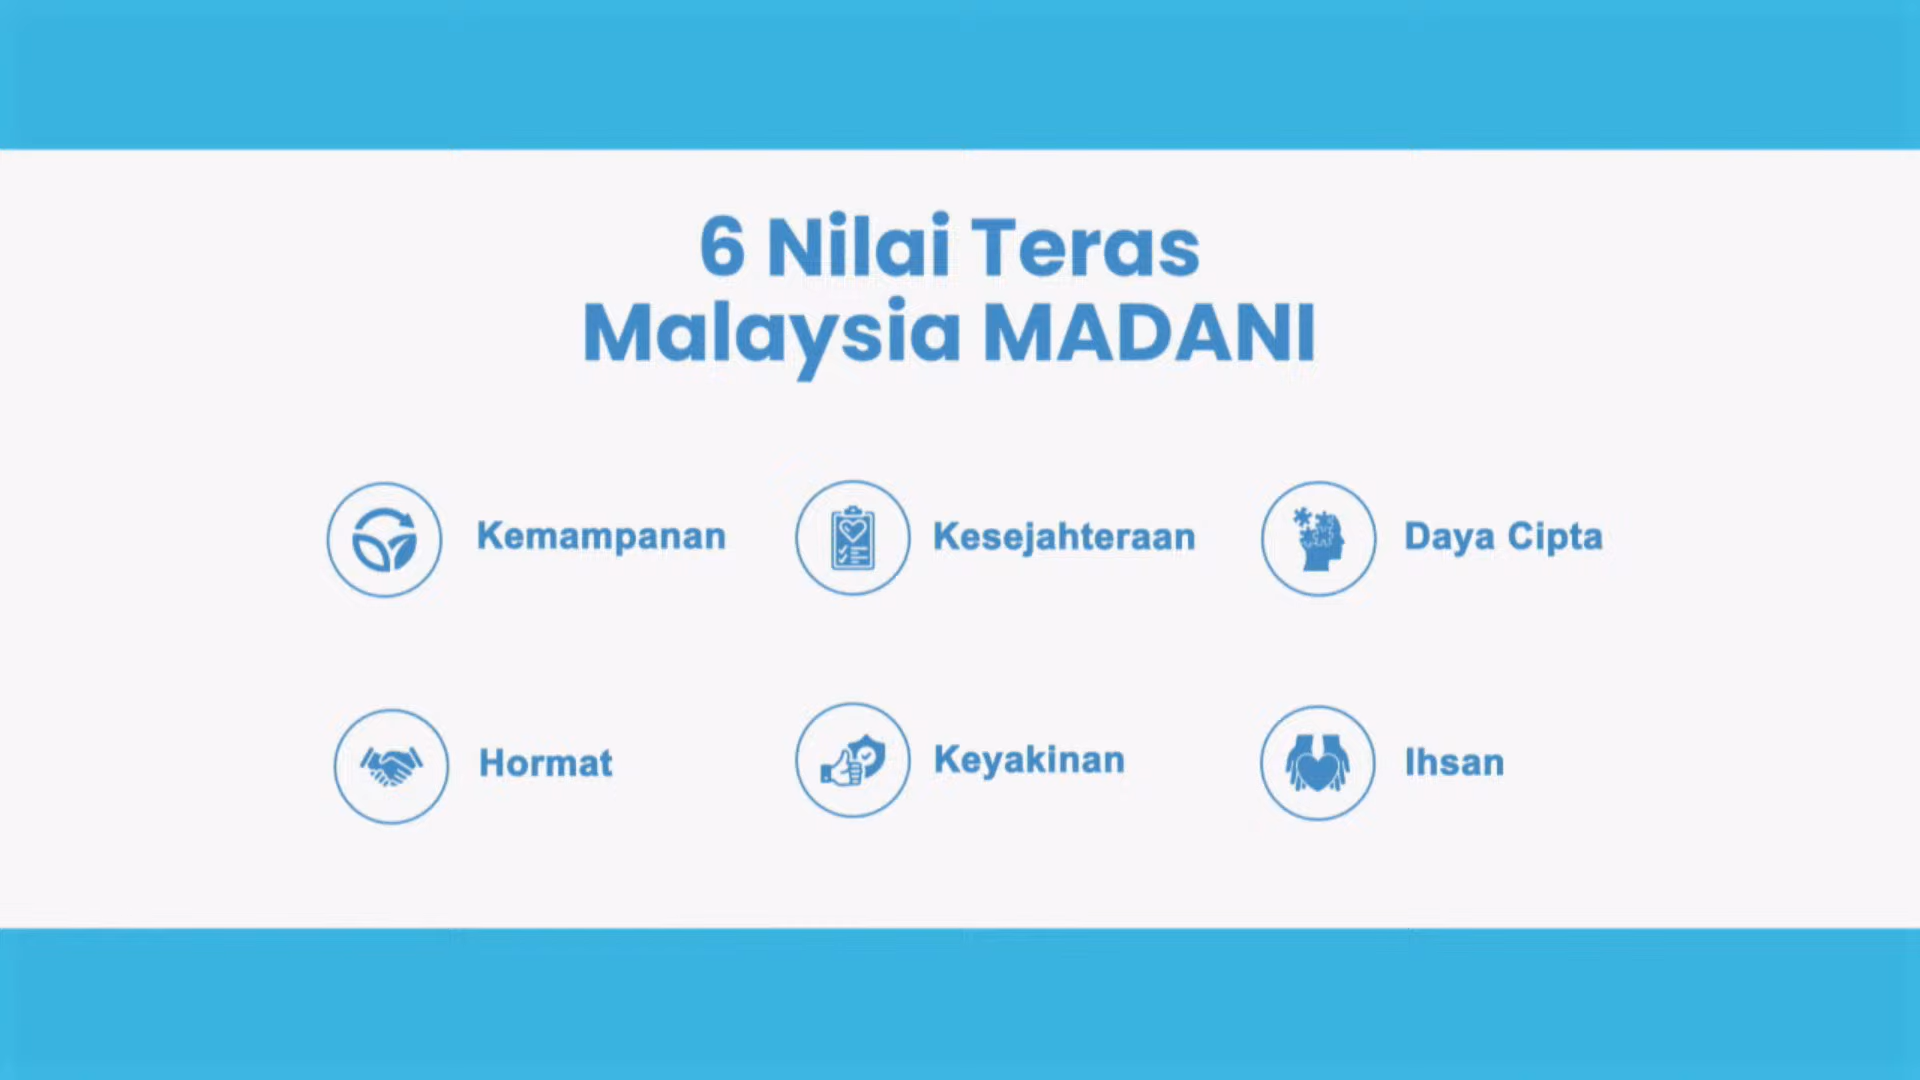 6 Nilai Teras
Malaysia MADANI
Kemampanan
Kesejahteraan
Daya Cipta
Hormat
Keyakinan
Ihsan